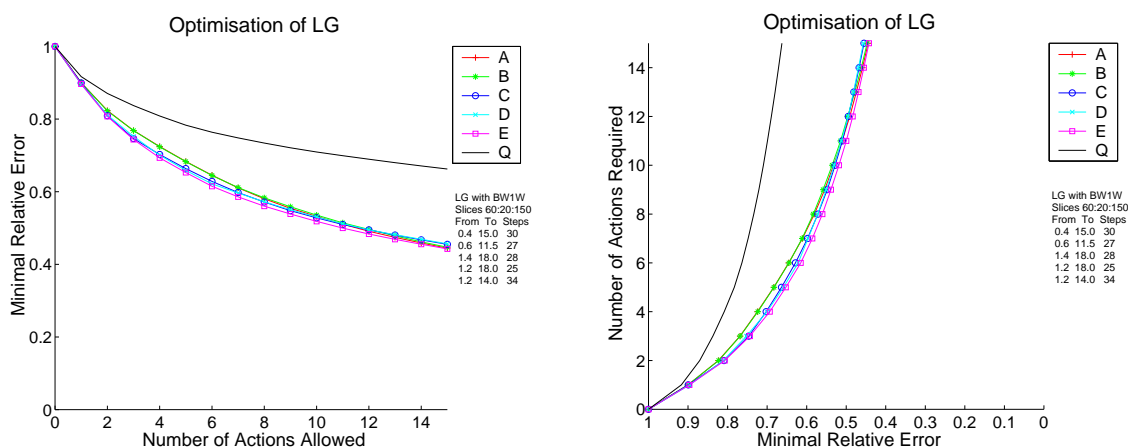 Optimisation of LG
Minimal Relative Error
1
0.8
0.6
0.4
0.2
0
0 2 4 6 8 10 12 14
Number of Actions Allowed
A
B
C
D
E
Q
LG with BW1W
Slices 60:20:150
From To Steps
0.4 15.0 30
0.6 11.5 27
1.4 18.0 28
1.2 18.0 25
1.2 14.0 34
Optimisation of LG
Number of Actions Required
14
12
10
8
6
4
2
0
1 0.9 0.8 0.7 0.6 0.5 0.4 0.3 0.2 0.1 0
Minimal Relative Error
A
B
C
D
E
Q
LG with BW1W
Slices 60:20:150
From To Steps
0.4 15.0 30
0.6 11.5 27
1.4 18.0 28
1.2 18.0 25
1.2 14.0 34